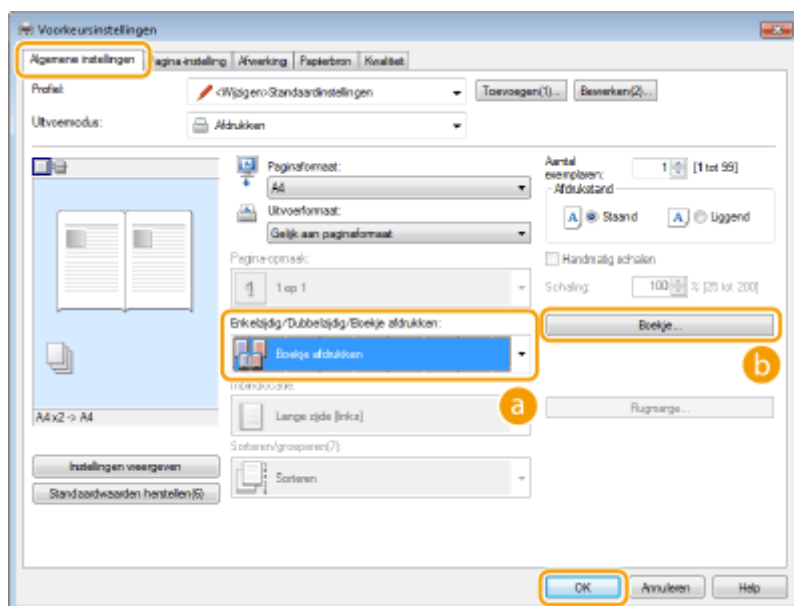 Voorkeursinstellingen
Algemene instellingen
Pagina-instelling
Afwerking
Papierbron
Kwaliteit
Profiel:
<Wijzigen>Standaardinstellingen
Toevoegen(1)...
Bewerken(2)...
Uitvoermodus:
Afdrukken
Paginaformaat:
A4
Uitvoerformaat:
Gelijk aan paginaformaat
Aantal
exemplaren:
1
[1 tot 99]
Afdrukstand
A
Staand
A
Liggend
Pagina-opmaak:
1
1 op 1
Handmatig schalen
Schaling:
100
% [25 tot 200]
Enkelzijdig/Dubbelzijdig/Boekje afdrukken:
Boekje afdrukken
Boekje...
a
b
A4x2 -> A4
Inbindlocatie:
Lange zijde [links]
Rugmarge...
Sorteren/groeperen(7):
Sorteren
Instellingen weergeven
Standaardwaarden herstellen(6)
OK
Annuleren
Help